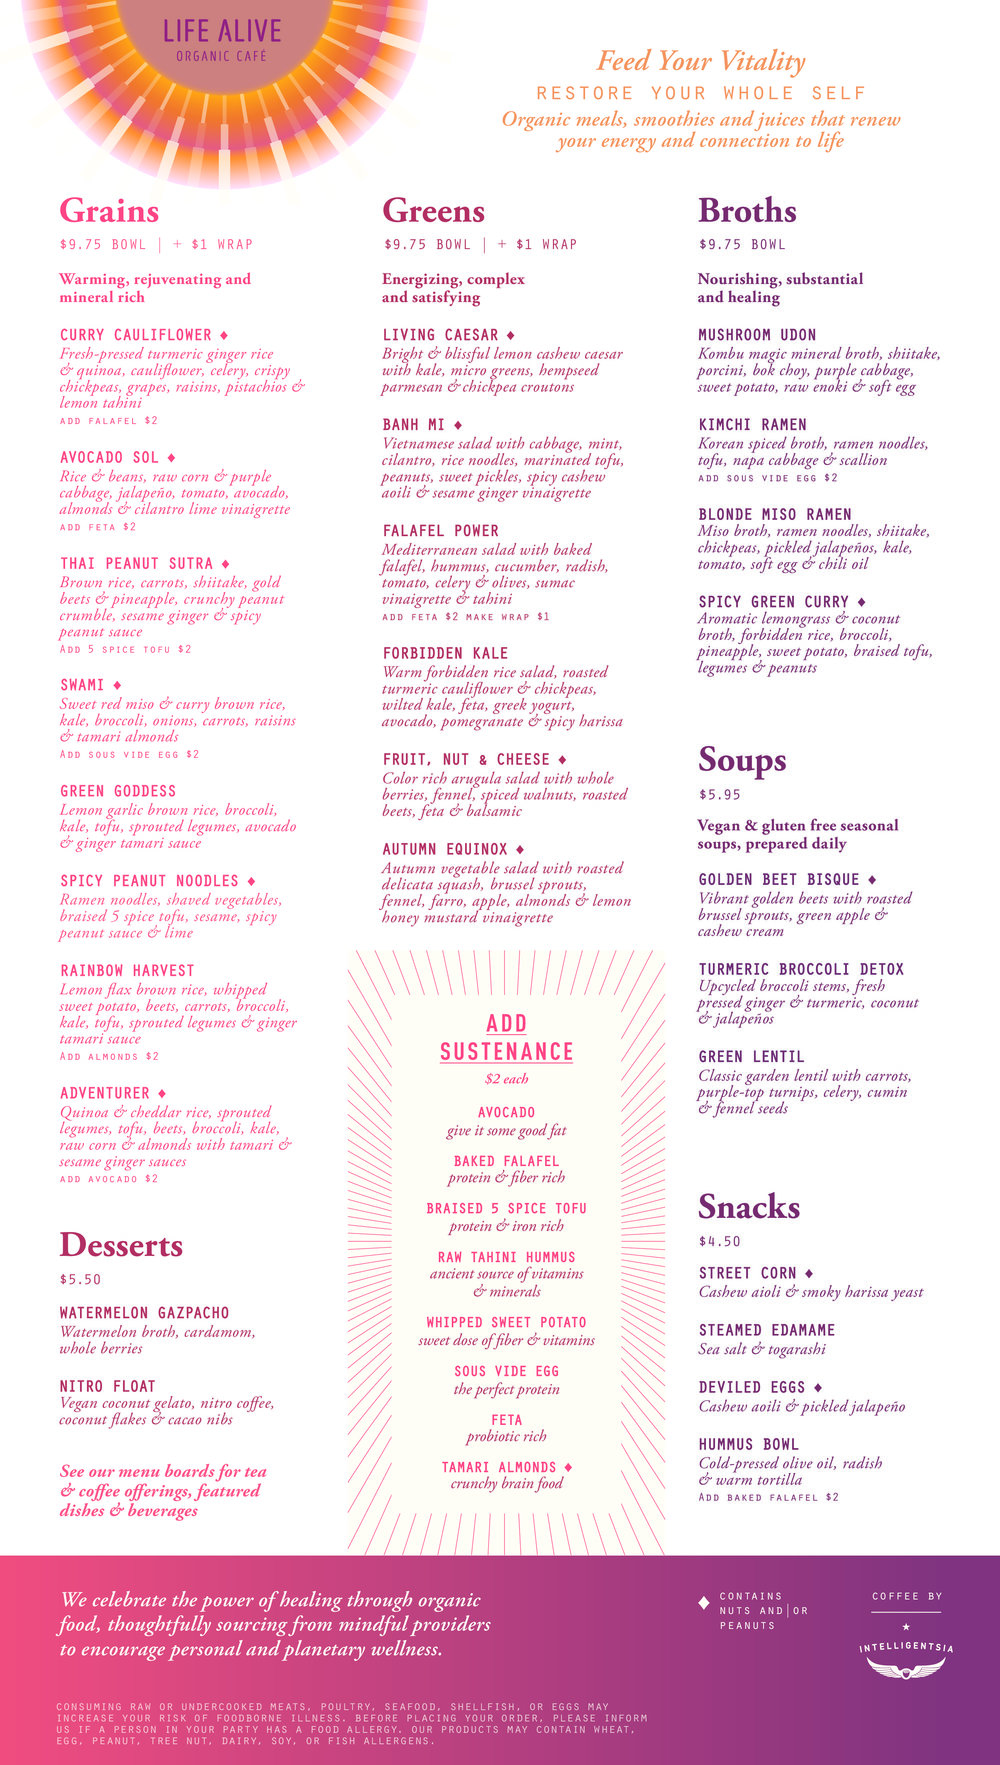 LIFE ALIVE
ORGANIC CAFÉ
Feed Your Vitality
RESTORE YOUR WHOLE SELF
Organic meals, smoothies and juices that renew
your energy and connection to life
Grains
$9.75 BOWL | + $1 WRAP
Warming, rejuvenating and
mineral rich
CURRY CAULIFLOWER ♦
Fresh-pressed turmeric ginger rice
& quinoa, cauliflower, celery, crispy
chickpeas, grapes, raisins, pistachios &
lemon tahini
ADD FALAFEL $2
AVOCADO SOL ♦
Rice & beans, raw corn & purple
cabbage, jalapeño, tomato, avocado,
almonds & cilantro lime vinaigrette
ADD FETA $2
THAI PEANUT SUTRA ♦
Brown rice, carrots, shiitake, gold
beets & pineapple, crunchy peanut
crumble, sesame ginger & spicy
peanut sauce
ADD 5 SPICE TOFU $2
SWAMI ♦
Sweet red miso & curry brown rice,
kale, broccoli, onions, carrots, raisins
& tamari almonds
ADD SOUS VIDE EGG $2
GREEN GODDESS
Lemon garlic brown rice, broccoli,
kale, tofu, sprouted legumes, avocado
& ginger tamari sauce
SPICY PEANUT NOODLES ♦
Ramen noodles, shaved vegetables,
braised 5 spice tofu, sesame, spicy
peanut sauce & lime
RAINBOW HARVEST
Lemon flax brown rice, whipped
sweet potato, beets, carrots, broccoli,
kale, tofu, sprouted legumes & ginger
tamari sauce
ADD ALMONDS $2
ADVENTURER ♦
Quinoa & cheddar rice, sprouted
legumes, tofu, beets, broccoli, kale,
raw corn & almonds with tamari &
sesame ginger sauces
ADD AVOCADO $2
Desserts
$5.50
WATERMELON GAZPACHO
Watermelon broth, cardamom,
whole berries
NITRO FLOAT
Vegan coconut gelato, nitro coffee,
coconut flakes & cacao nibs
See our menu boards for tea
& coffee offerings, featured
dishes & beverages
Greens
$9.75 BOWL | + $1 WRAP
Energizing, complex
and satisfying
LIVING CAESAR ♦
Bright & blissful lemon cashew caesar
with kale, micro greens, hempseed
parmesan & chickpea croutons
BANH MI ♦
Vietnamese salad with cabbage, mint,
cilantro, rice noodles, marinated tofu,
peanuts, sweet pickles, spicy cashew
aoili & sesame ginger vinaigrette
FALAFEL POWER
Mediterranean salad with baked
falafel, hummus, cucumber, radish,
tomato, celery & olives, sumac
vinaigrette & tahini
ADD FETA $2 MAKE WRAP $1
FORBIDDEN KALE
Warm forbidden rice salad, roasted
turmeric cauliflower & chickpeas,
wilted kale, feta, greek yogurt,
avocado, pomegranate & spicy harissa
FRUIT, NUT & CHEESE ♦
Color rich arugula salad with whole
berries, fennel, spiced walnuts, roasted
beets, feta & balsamic
AUTUMN EQUINOX ♦
Autumn vegetable salad with roasted
delicata squash, brussel sprouts,
fennel, farro, apple, almonds & lemon
honey mustard vinaigrette
ADD
SUSTENANCE
$2 each
AVOCADO
give it some good fat
BAKED FALAFEL
protein & fiber rich
BRAISED 5 SPICE TOFU
protein & iron rich
RAW TAHINI HUMMUS
ancient source of vitamins
& minerals
WHIPPED SWEET POTATO
sweet dose of fiber & vitamins
SOUS VIDE EGG
the perfect protein
FETA
probiotic rich
TAMARI ALMONDS ♦
crunchy brain food
Broths
$9.75 BOWL
Nourishing, substantial
and healing
MUSHROOM UDON
Kombu magic mineral broth, shiitake,
porcini, bok choy, purple cabbage,
sweet potato, raw enoki & soft egg
KIMCHI RAMEN
Korean spiced broth, ramen noodles,
tofu, napa cabbage & scallion
ADD SOUS VIDE EGG $2
BLONDE MISO RAMEN
Miso broth, ramen noodles, shiitake,
chickpeas, pickled jalapeños, kale,
tomato, soft egg & chili oil
SPICY GREEN CURRY ♦
Aromatic lemongrass & coconut
broth, forbidden rice, broccoli,
pineapple, sweet potato, braised tofu,
legumes & peanuts
Soups
$5.95
Vegan & gluten free seasonal
soups, prepared daily
GOLDEN BEET BISQUE ♦
Vibrant golden beets with roasted
brussel sprouts, green apple &
cashew cream
TURMERIC BROCCOLI DETOX
Upcycled broccoli stems, fresh
pressed ginger & turmeric, coconut
& jalapeños
GREEN LENTIL
Classic garden lentil with carrots,
purple-top turnips, celery, cumin
& fennel seeds
Snacks
$4.50
STREET CORN ♦
Cashew aioli & smoky harissa yeast
STEAMED EDAMAME
Sea salt & togarashi
DEVILED EGGS ♦
Cashew aoili & pickled jalapeño
HUMMUS BOWL
Cold-pressed olive oil, radish
& warm tortilla
ADD BAKED FALAFEL $2
We celebrate the power of healing through organic
food, thoughtfully sourcing from mindful providers
to encourage personal and planetary wellness.
CONSUMING RAW OR UNDERCOOKED MEATS, POULTRY, SEAFOOD, SHELLFISH, OR EGGS MAY
INCREASE YOUR RISK OF FOODBORNE ILLNESS. BEFORE PLACING YOUR ORDER, PLEASE INFORM
US IF A PERSON IN YOUR PARTY HAS A FOOD ALLERGY. OUR PRODUCTS MAY CONTAIN WHEAT,
EGG, PEANUT, TREE NUT, DAIRY, SOY, OR FISH ALLERGENS.
♦ CONTAINS
NUTS AND|OR
PEANUTS
COFFEE BY
INTELLIGENTSIA